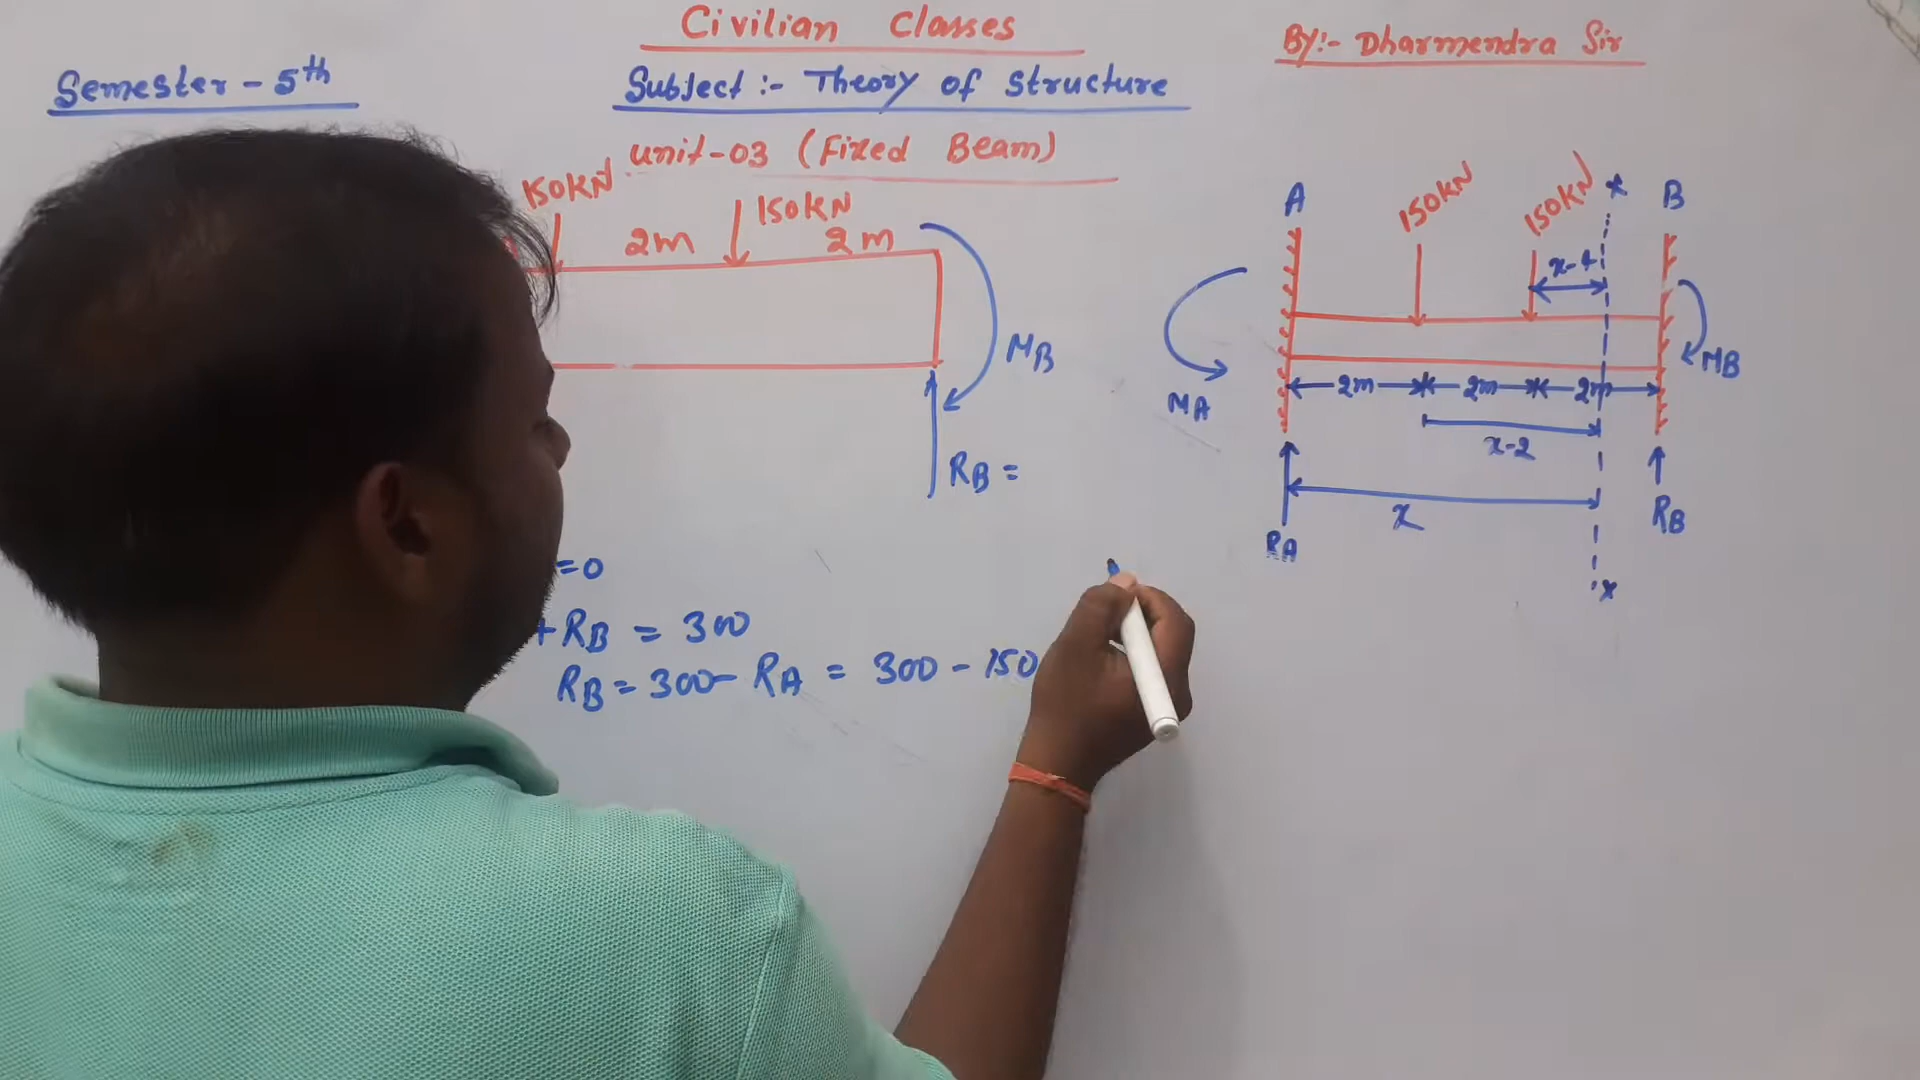 Civilian Classes
By:- Dharmendra Sir
Semester - 5th
Subject :- Theory of Structure
Unit-03 (Fixed Beam)
150kN
150kN
2m
2m
MB
RB =
=0
+RB = 300
RB = 300 - RA = 300 - 150
A
150kN
150kN
x
B
x-4
MA
2m
2m
2m
MB
x-2
x
RA
RB
x